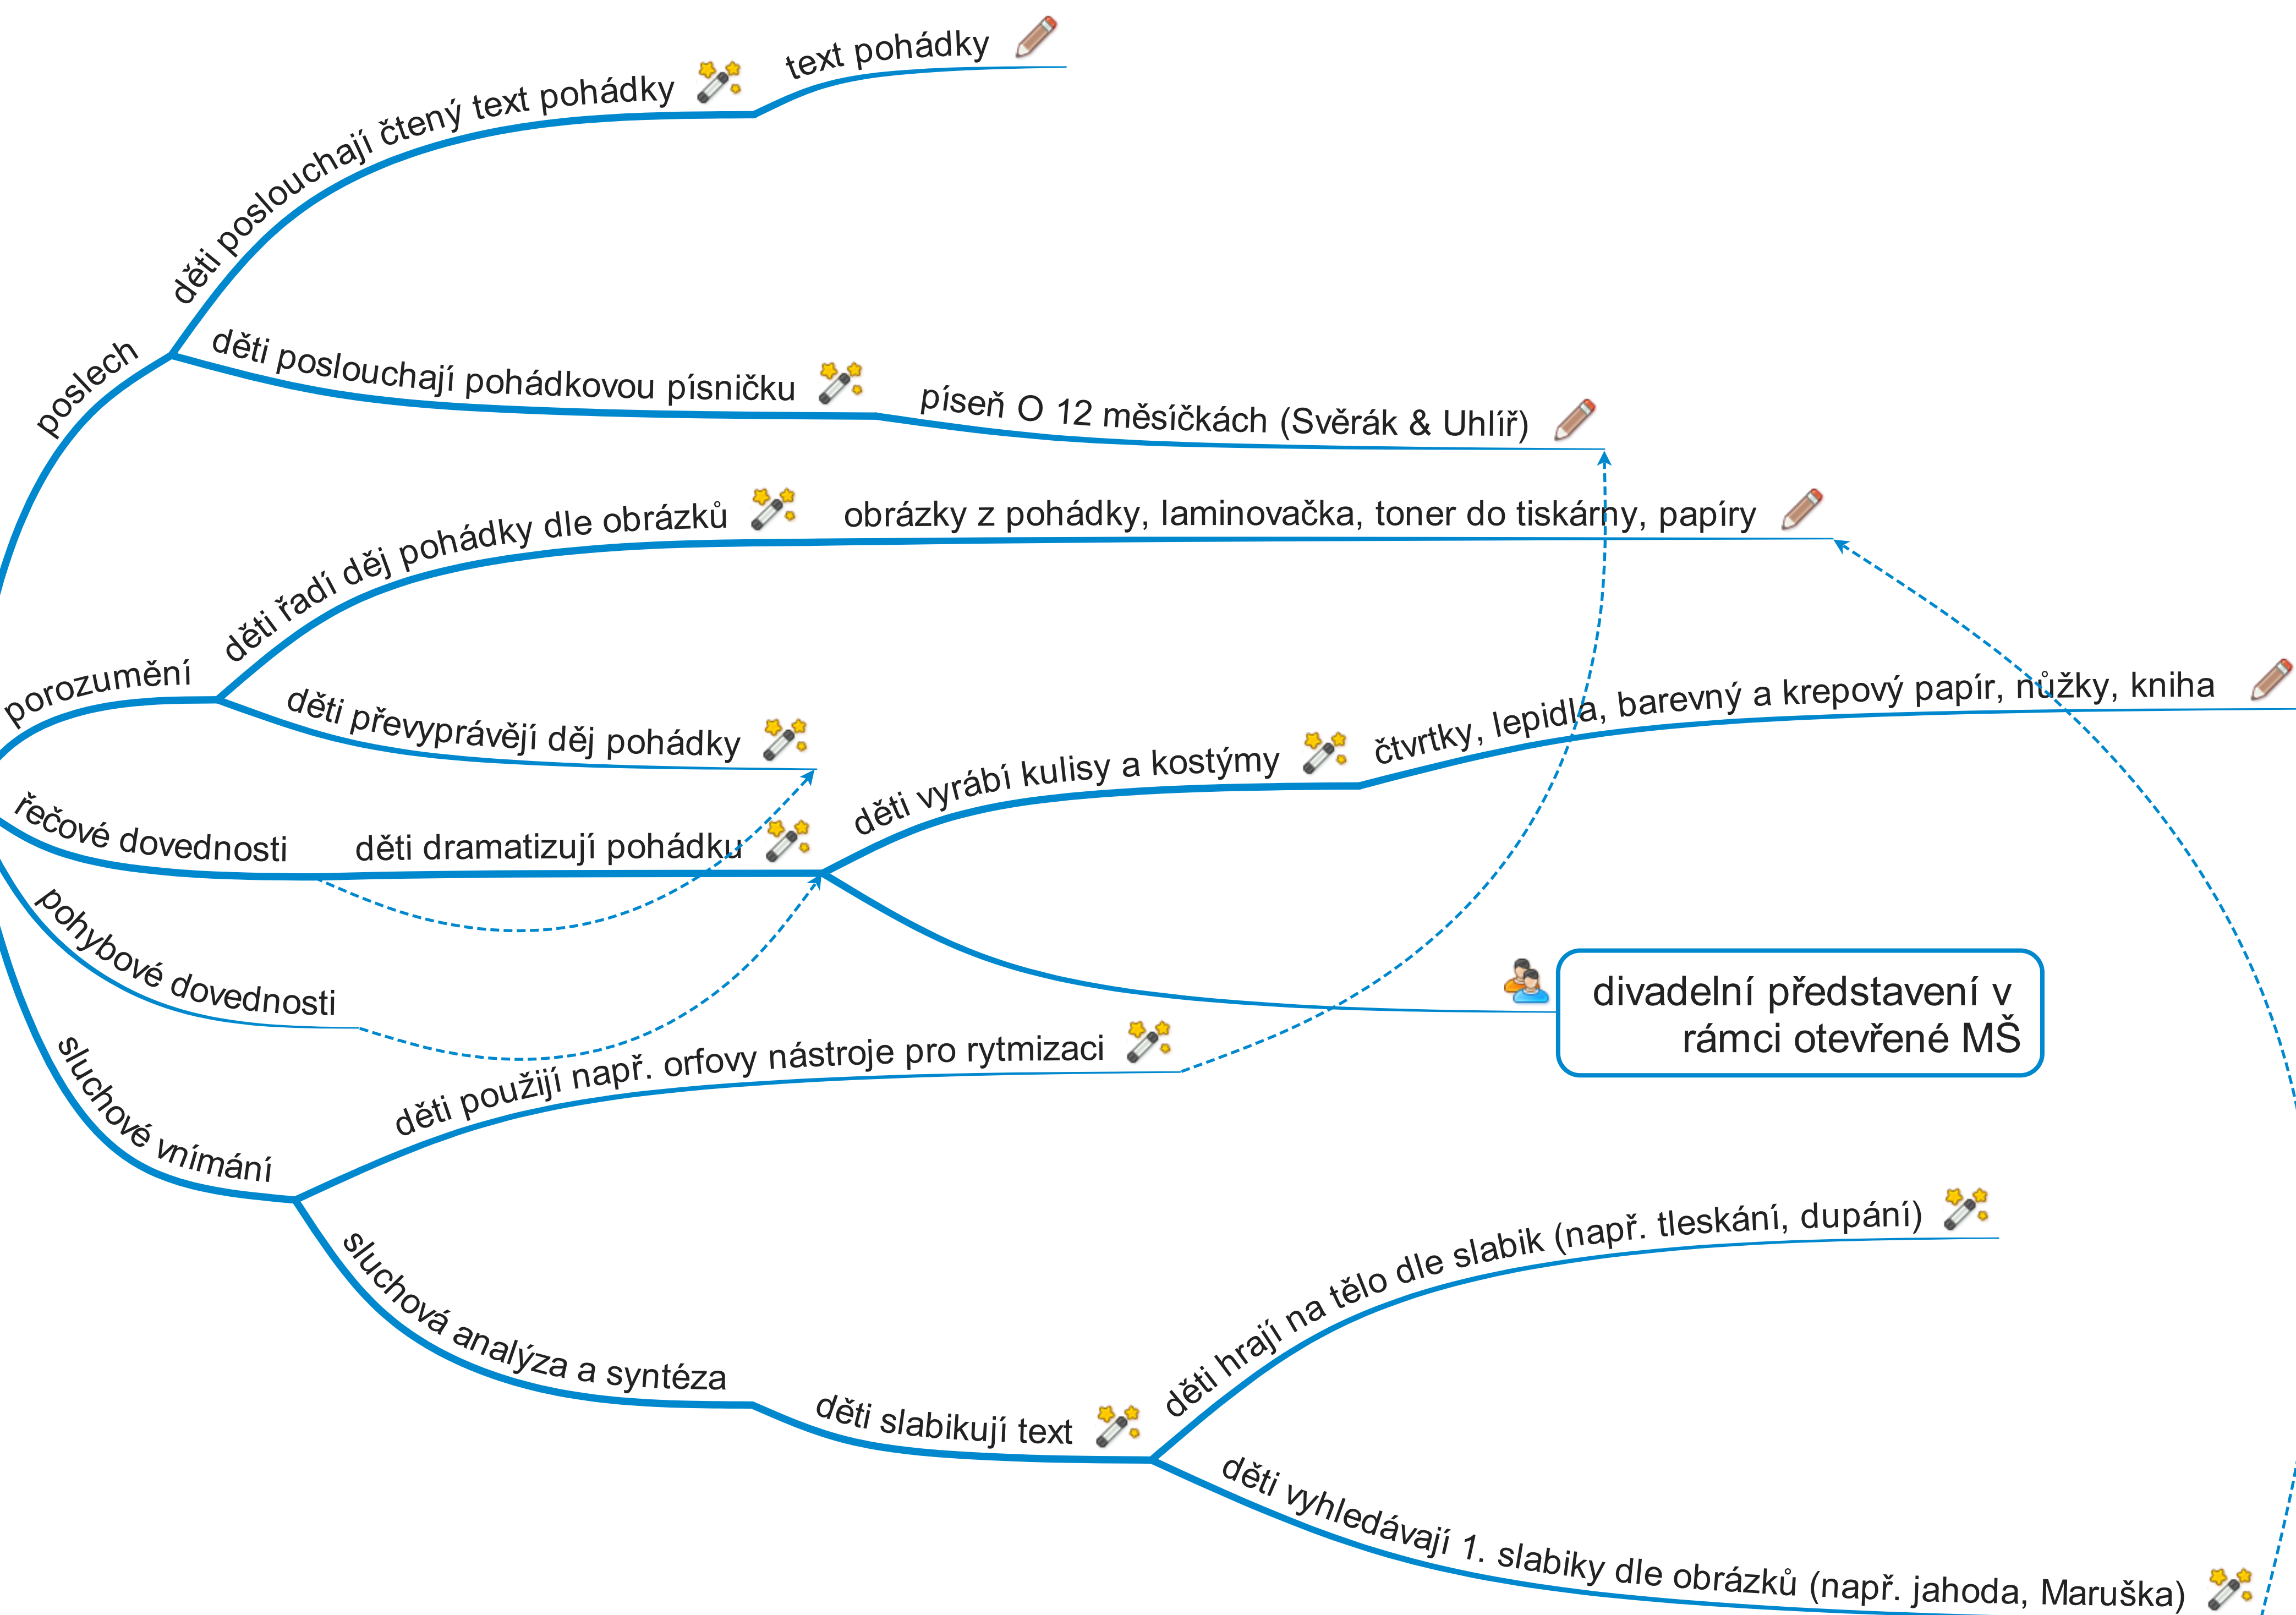 text pohádky
děti poslouchají čtený text pohádky
poslech
děti poslouchají pohádkovou písničku
píseň O 12 měsíčkách (Svěrák & Uhlíř)
děti řadí děj pohádky dle obrázků
obrázky z pohádky, laminovačka, toner do tiskárny, papíry
porozumění
děti převyprávějí děj pohádky
čtvrtky, lepidla, barevný a krepový papír, nůžky, kniha
děti vyrábí kulisy a kostýmy
řečové dovednosti
děti dramatizují pohádku
divadelní představení v
rámci otevřené MŠ
pohybové dovednosti
děti použijí např. orfovy nástroje pro rytmizaci
sluchové vnímání
sluchová analýza a syntéza
děti slabikují text
děti hrají na tělo dle slabik (např. tleskání, dupání)
děti vyhledávají 1. slabiky dle obrázků (např. jahoda, Maruška)